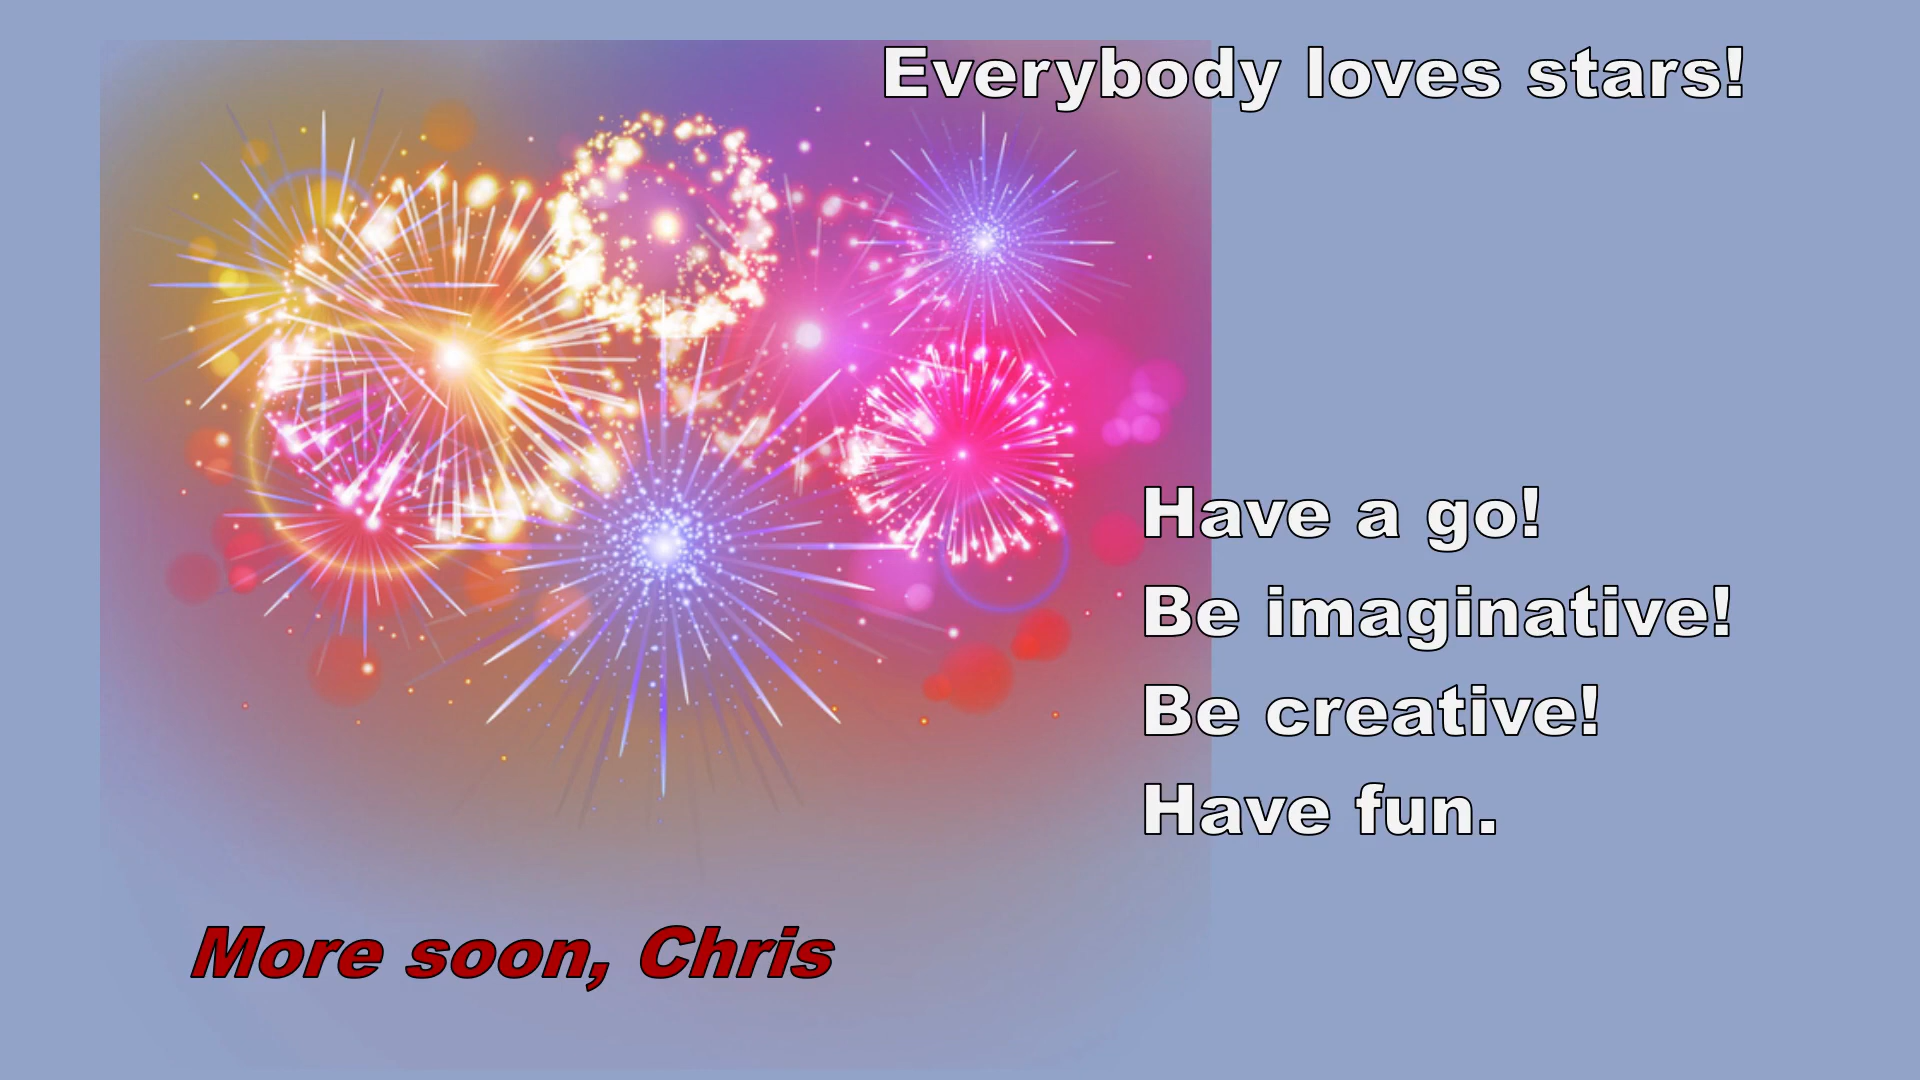 Everybody loves stars!
Have a go!
Be imaginative!
Be creative!
Have fun.
More soon, Chris